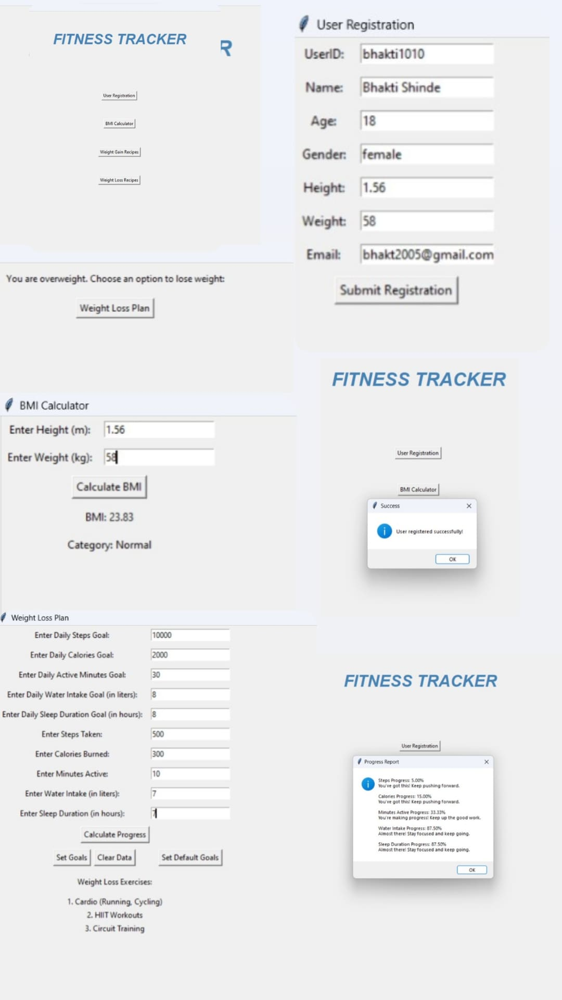 FITNESS TRACKER
R
User Registration
BMI Calculator
Weight Gain Recipes
Weight Loss Recipes
User Registration
UserID: bhakti1010
Name: Bhakti Shinde
Age: 18
Gender: female
Height: 1.56
Weight: 58
Email: bhakt2005@gmail.com
Submit Registration
You are overweight. Choose an option to lose weight:
Weight Loss Plan
BMI Calculator
Enter Height (m): 1.56
Enter Weight (kg): 58
Calculate BMI
BMI: 23.83
Category: Normal
FITNESS TRACKER
User Registration
BMI Calculator
Success
User registered successfully!
OK
Weight Loss Plan
Enter Daily Steps Goal: 10000
Enter Daily Calories Goal: 2000
Enter Daily Active Minutes Goal: 30
Enter Daily Water Intake Goal (in liters): 8
Enter Daily Sleep Duration Goal (in hours): 8
Enter Steps Taken: 500
Enter Calories Burned: 300
Enter Minutes Active: 10
Enter Water Intake (in liters): 7
Enter Sleep Duration (in hours): 7
Calculate Progress
Set Goals Clear Data Set Default Goals
Weight Loss Exercises:
1. Cardio (Running, Cycling)
2. HIIT Workouts
3. Circuit Training
FITNESS TRACKER
User Registration
Progress Report
Steps Progress: 5.00%
You've got this! Keep pushing forward.
Calories Progress: 15.00%
You've got this! Keep pushing forward.
Minutes Active Progress: 33.33%
You're making progress! Keep up the good work.
Water Intake Progress: 87.50%
Almost there! Stay focused and keep going.
Sleep Duration Progress: 87.50%
Almost there! Stay focused and keep going.
OK